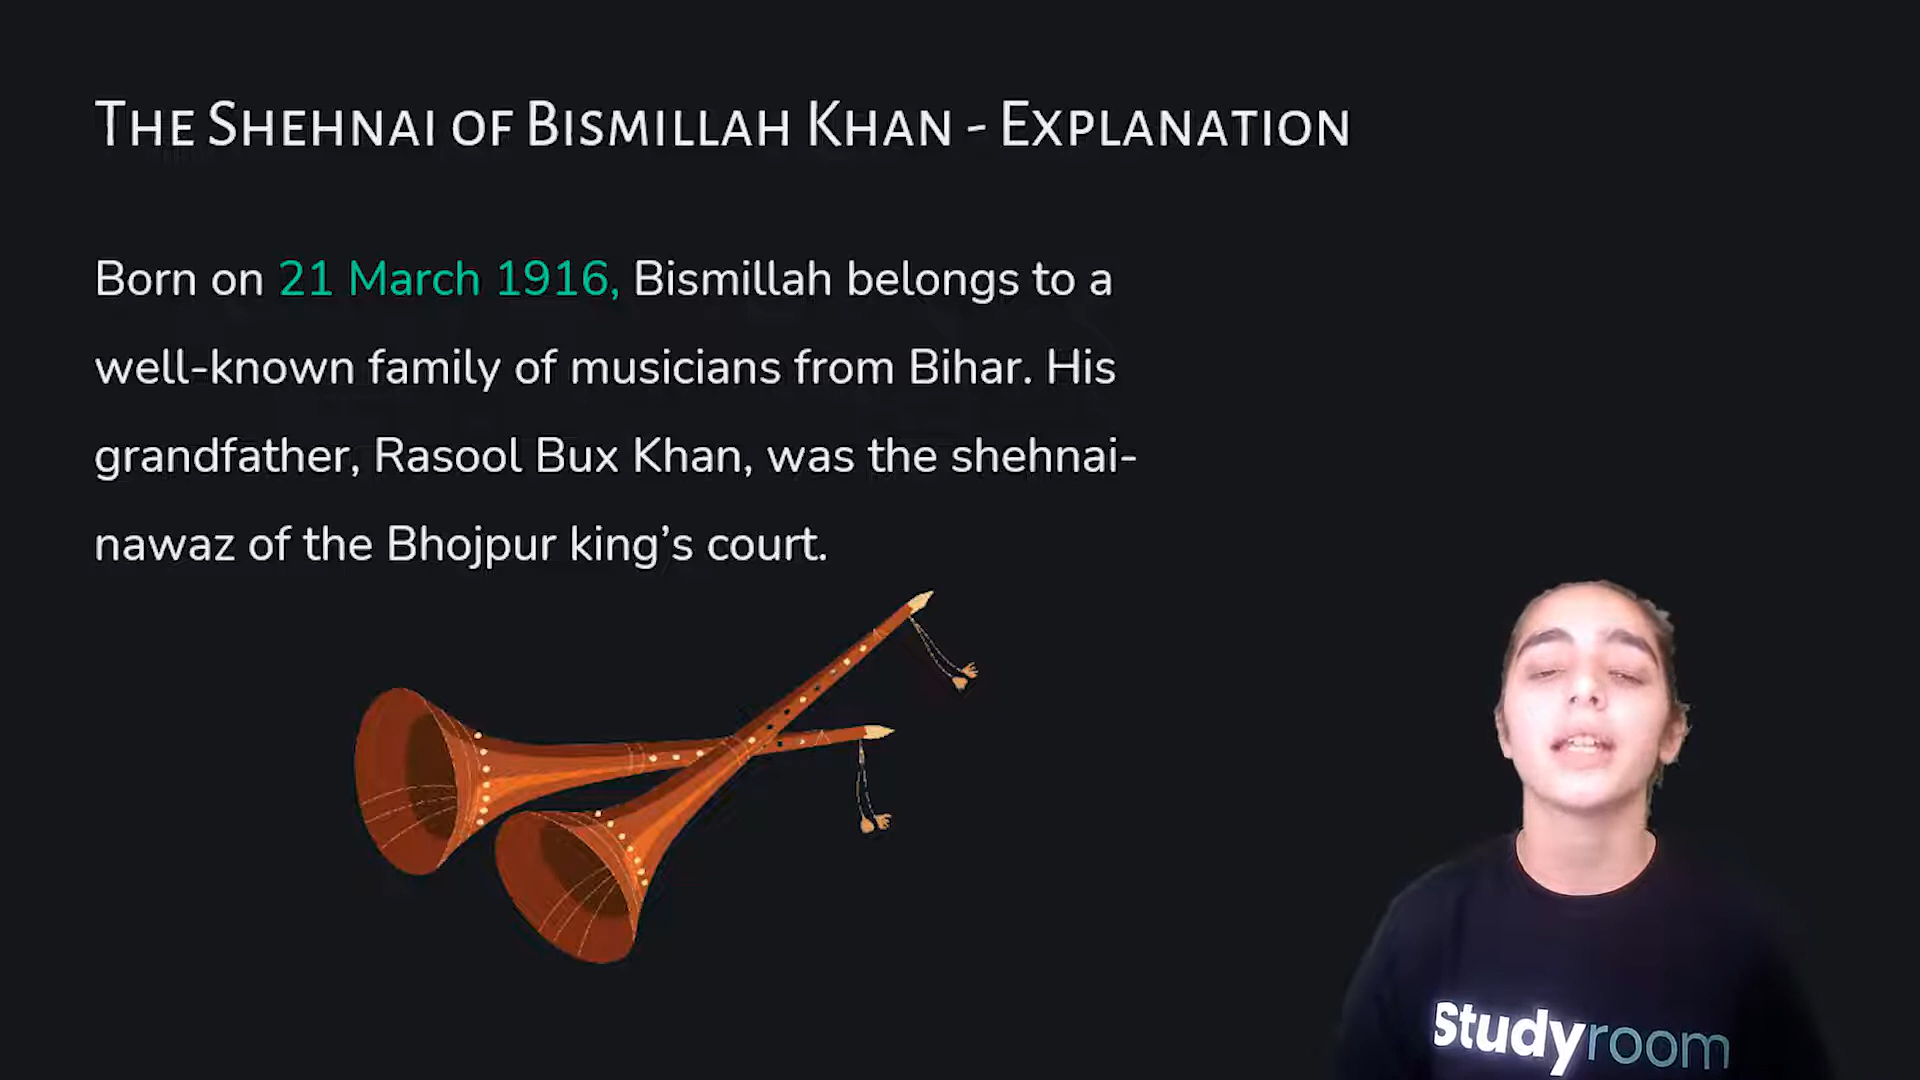 The Shehnai of Bismillah Khan - Explanation
Born on 21 March 1916, Bismillah belongs to a
well-known family of musicians from Bihar. His
grandfather, Rasool Bux Khan, was the shehnai-
nawaz of the Bhojpur king’s court.
Studyroom